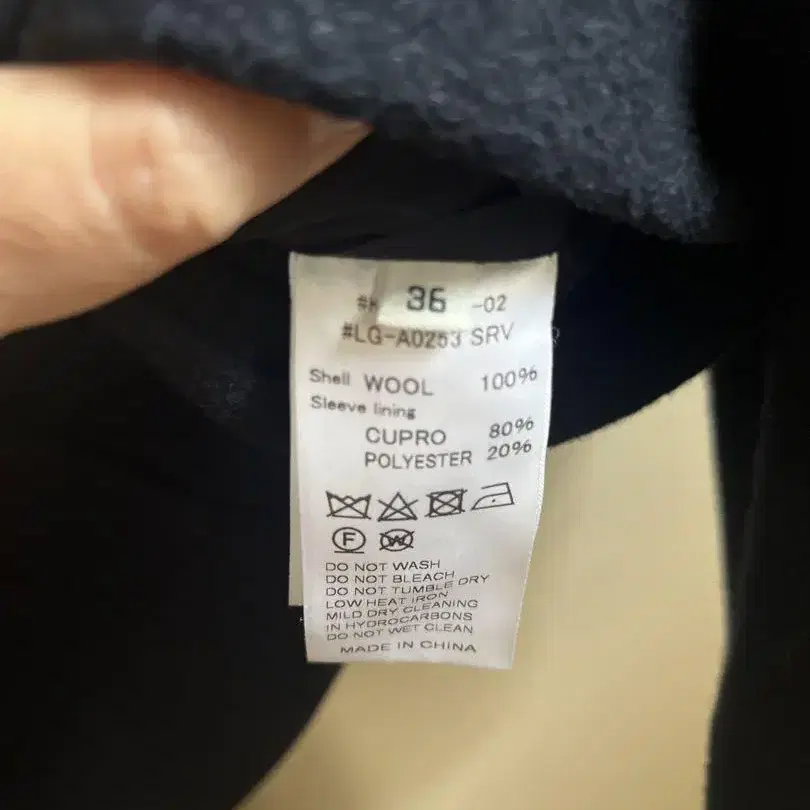 36 -02
#LG-A0253 SRV
Shell WOOL 100%
Sleeve lining
CUPRO 80%
POLYESTER 20%
F W
DO NOT WASH
DO NOT BLEACH
DO NOT TUMBLE DRY
LOW HEAT IRON
MILD DRY CLEANING
IN HYDROCARBONS
DO NOT WET CLEAN
MADE IN CHINA